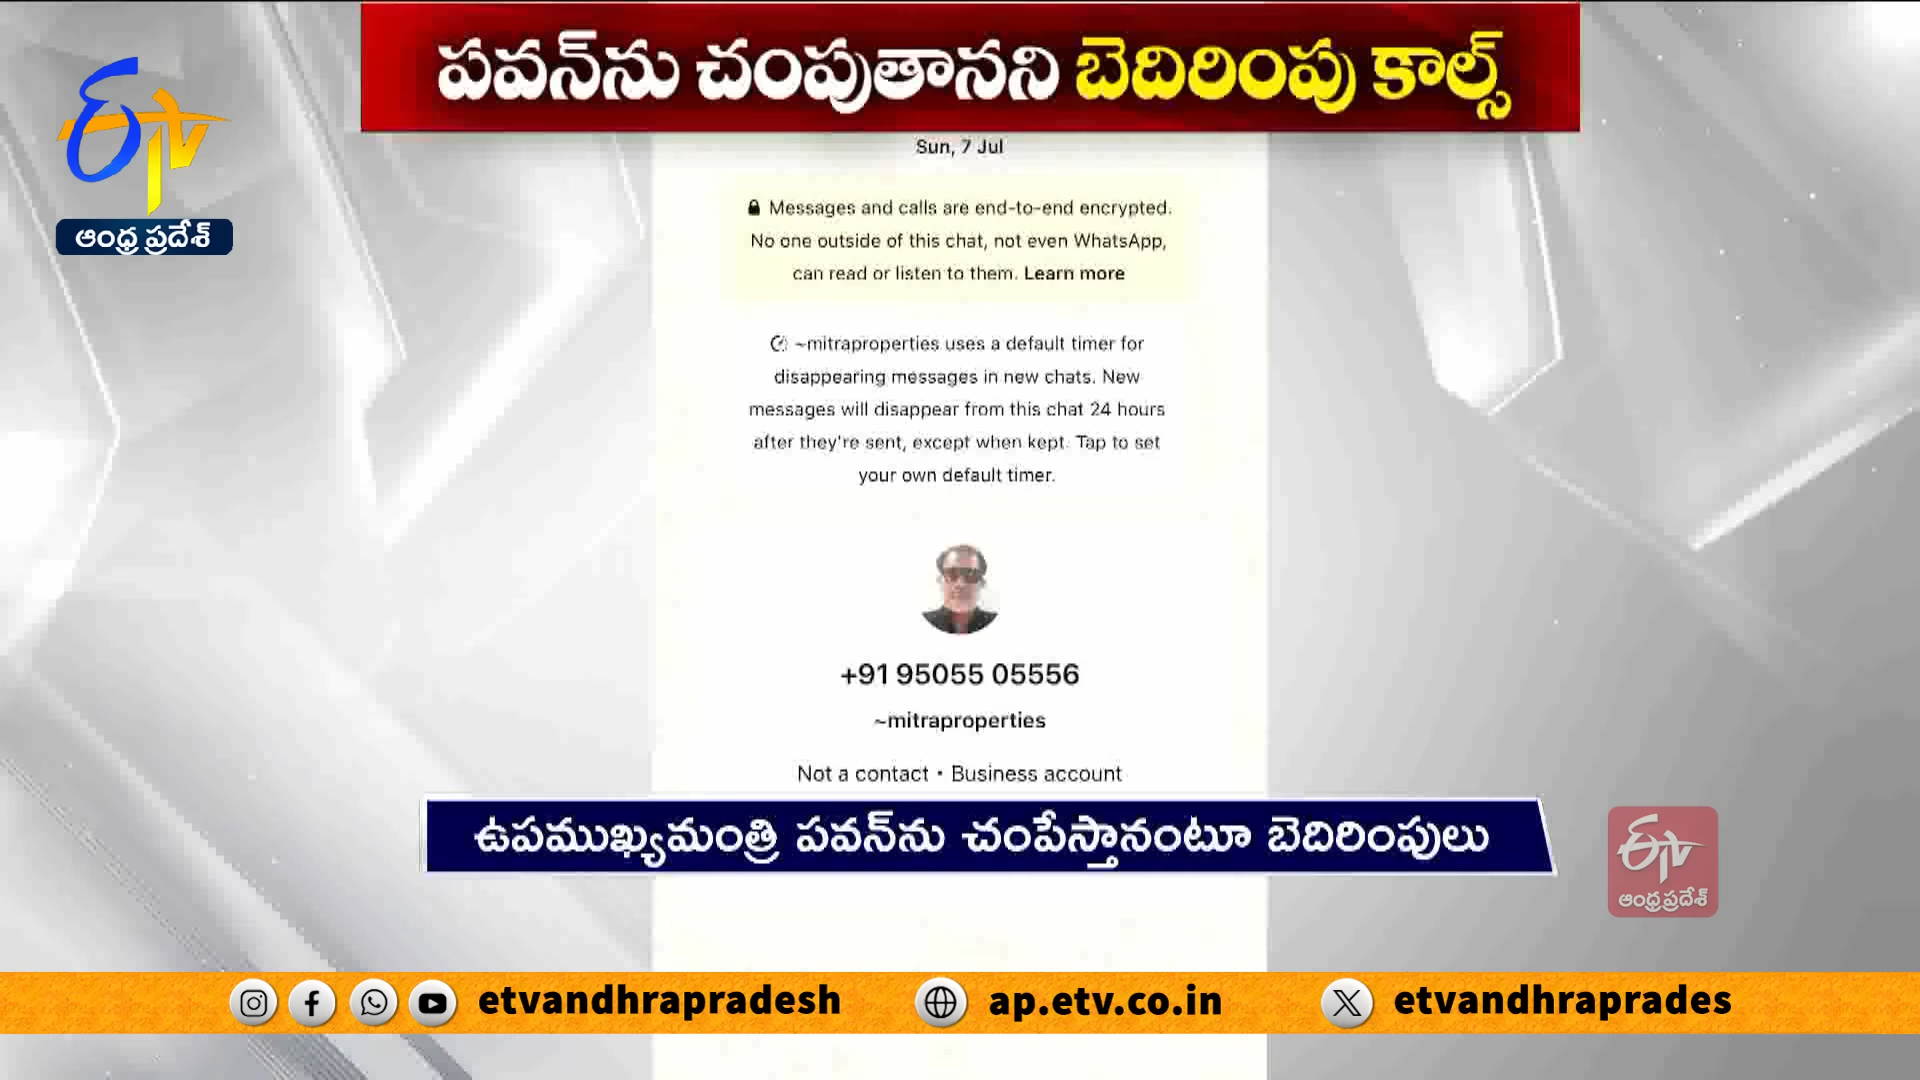 పవన్‌ను చంపుతానని బెదిరింపు కాల్స్
ETV
ఆంధ్ర ప్రదేశ్
Sun, 7 Jul
Messages and calls are end-to-end encrypted.
No one outside of this chat, not even WhatsApp,
can read or listen to them. Learn more
~mitraproperties uses a default timer for
disappearing messages in new chats. New
messages will disappear from this chat 24 hours
after they're sent, except when kept. Tap to set
your own default timer.
+91 95055 05556
~mitraproperties
Not a contact • Business account
ఉపముఖ్యమంత్రి పవన్‌ను చంపేస్తానంటూ బెదిరింపులు
ETV
ఆంధ్రప్రదేశ్
etvandhrapradesh
ap.etv.co.in
etvandhraprades